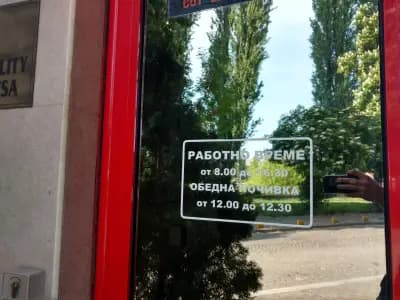 LITY
SA
РАБОТНО ВРЕМЕ
от 8.00 до 16.30
ОБЕДНА ПОЧИВКА
от 12.00 до 12.30